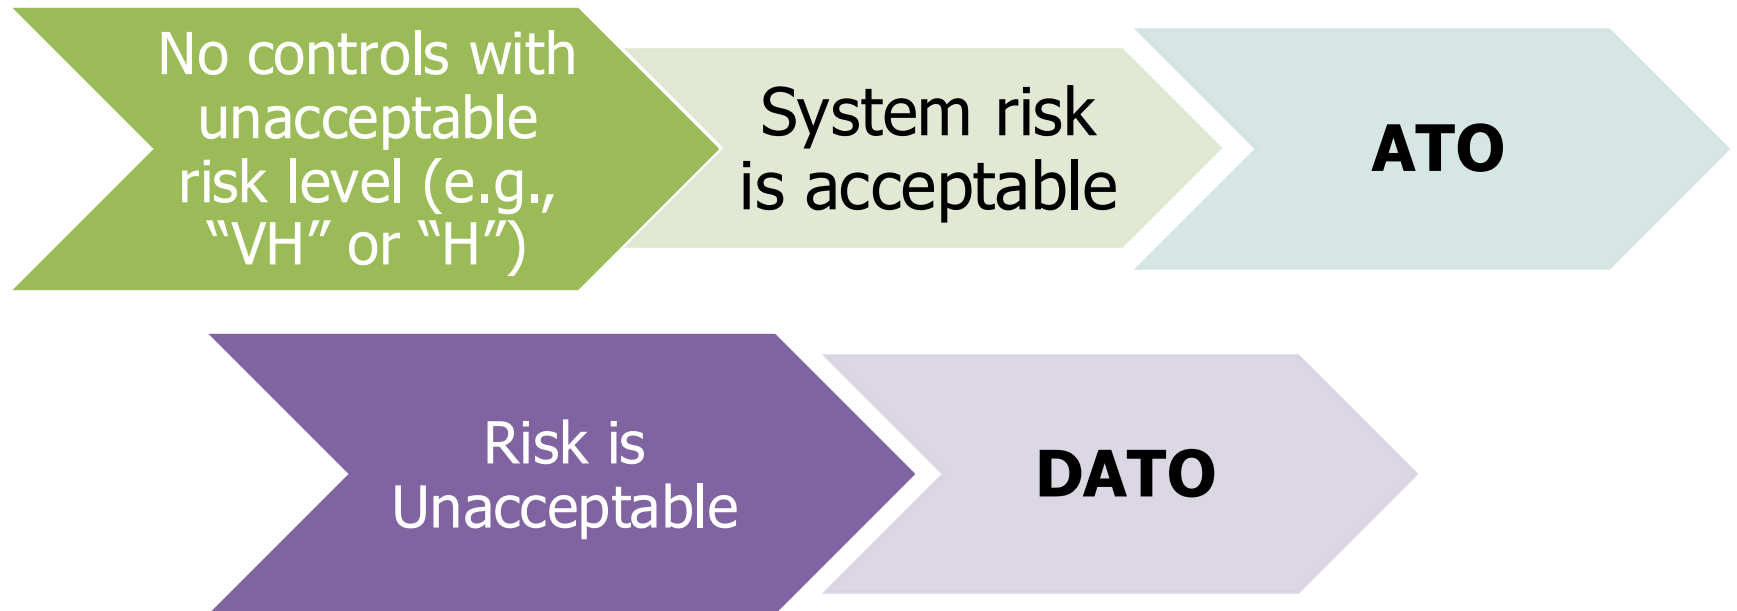 No controls with
unacceptable
risk level (e.g.,
“VH” or “H”)
System risk
is acceptable
ATO
Risk is
Unacceptable
DATO